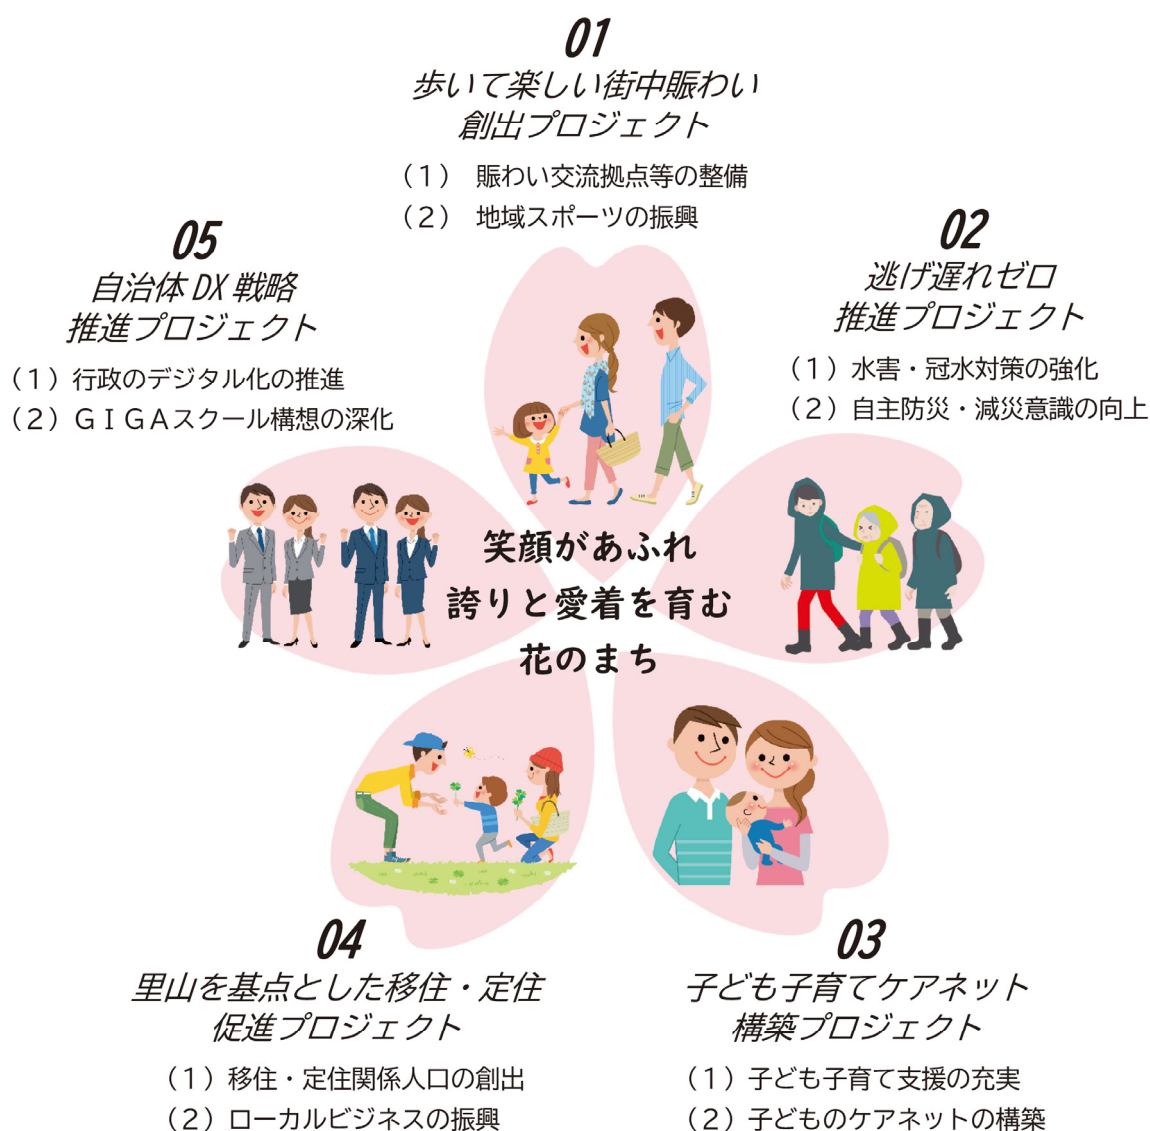 01
歩いて楽しい街中賑わい
創出プロジェクト
（１）　賑わい交流拠点等の整備
（２）　地域スポーツの振興
02
逃げ遅れゼロ
推進プロジェクト
（１）水害・冠水対策の強化
（２）自主防災・減災意識の向上
03
子ども子育てケアネット
構築プロジェクト
（１）子ども子育て支援の充実
（２）子どものケアネットの構築
04
里山を基点とした移住・定住
促進プロジェクト
（１）移住・定住関係人口の創出
（２）ローカルビジネスの振興
05
自治体 DX 戦略
推進プロジェクト
（１）行政のデジタル化の推進
（２）ＧＩＧＡスクール構想の深化
笑顔があふれ
誇りと愛着を育む
花のまち